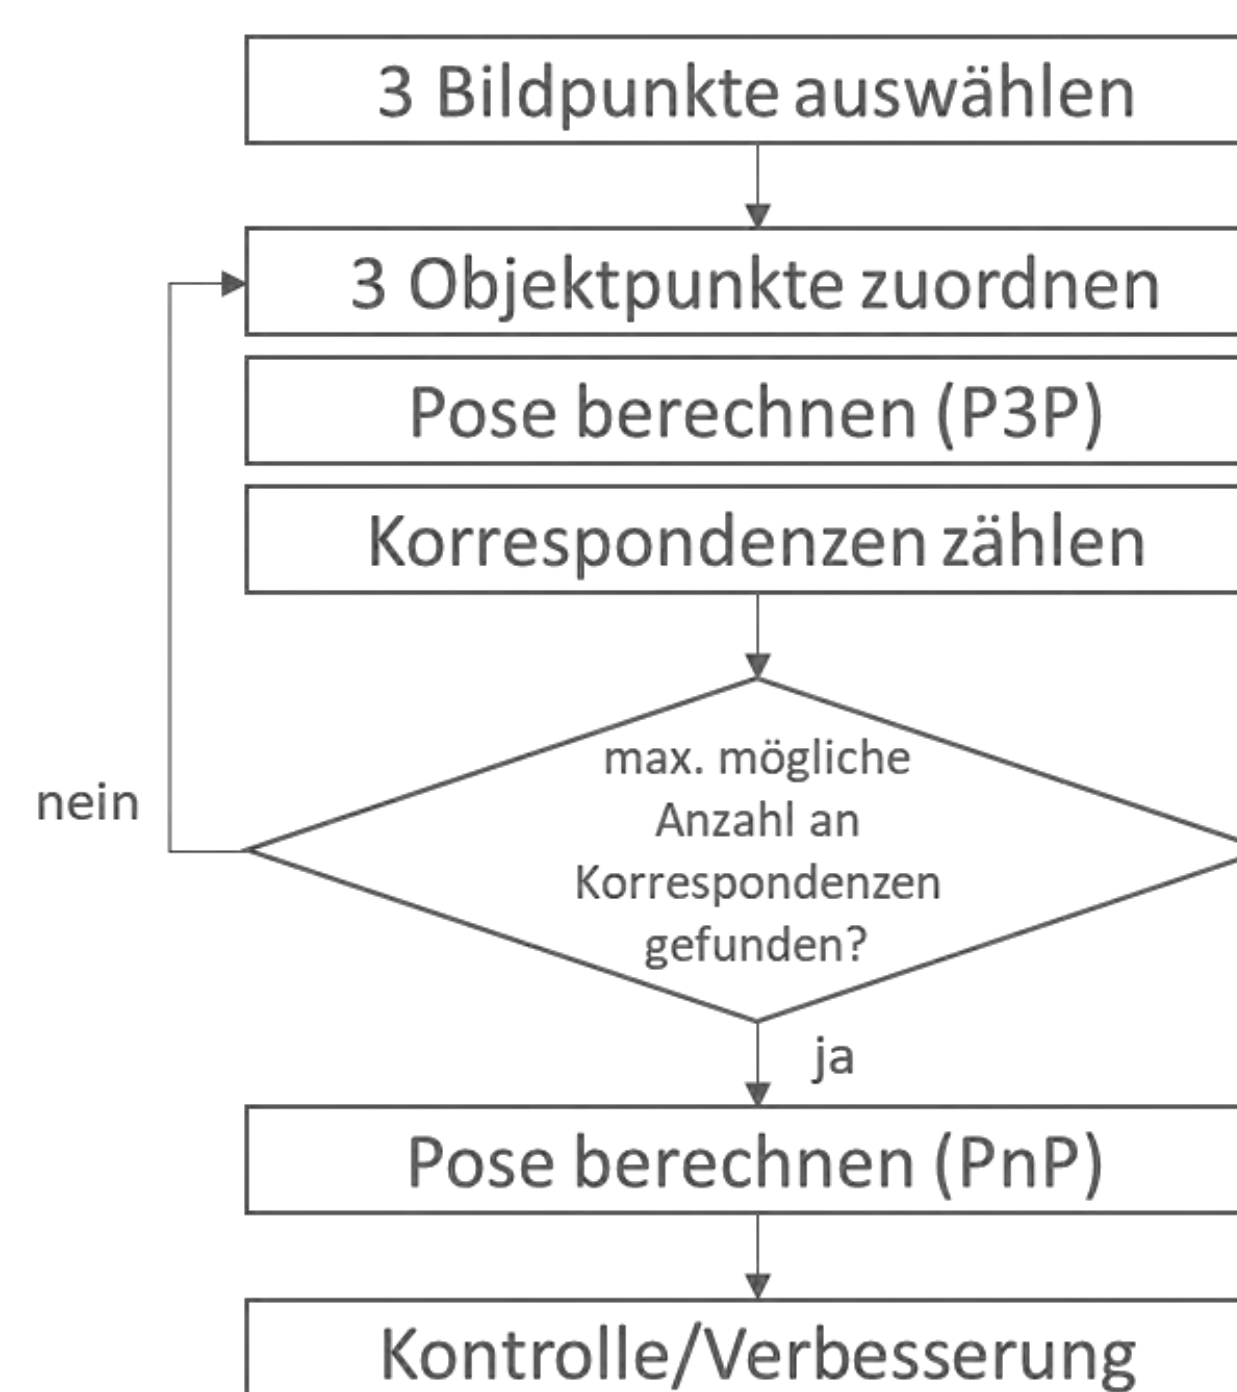 3 Bildpunkte auswählen
3 Objektpunkte zuordnen
Pose berechnen (P3P)
Korrespondenzen zählen
max. mögliche
Anzahl an
Korrespondenzen
gefunden?
nein
ja
Pose berechnen (PnP)
Kontrolle/Verbesserung